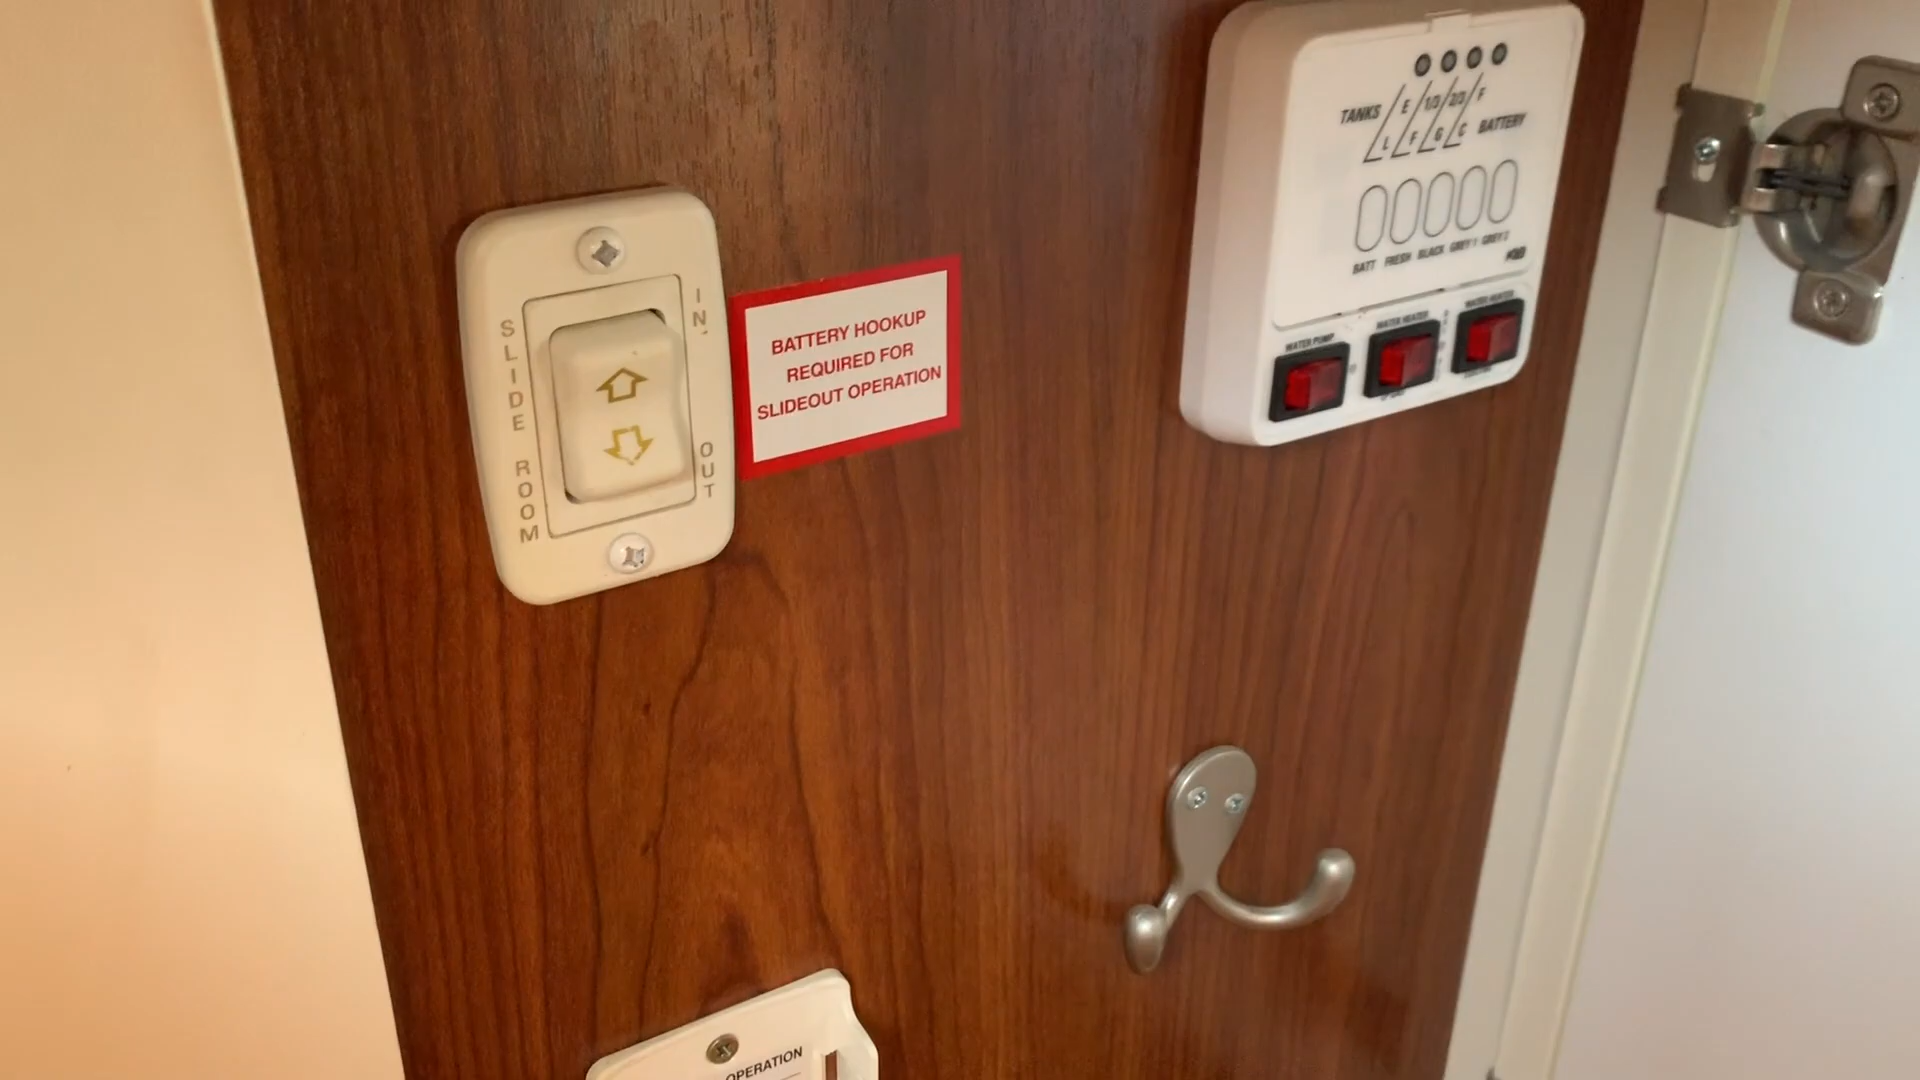 SLIDE ROOM
IN
OUT
BATTERY HOOKUP
REQUIRED FOR
SLIDEOUT OPERATION
TANKS E 1/3 2/3 F
L F G C BATTERY
BATT FRESH BLACK GREY 1 GREY 2
WATER PUMP
WATER HEATER
WATER HEATER
OPERATION